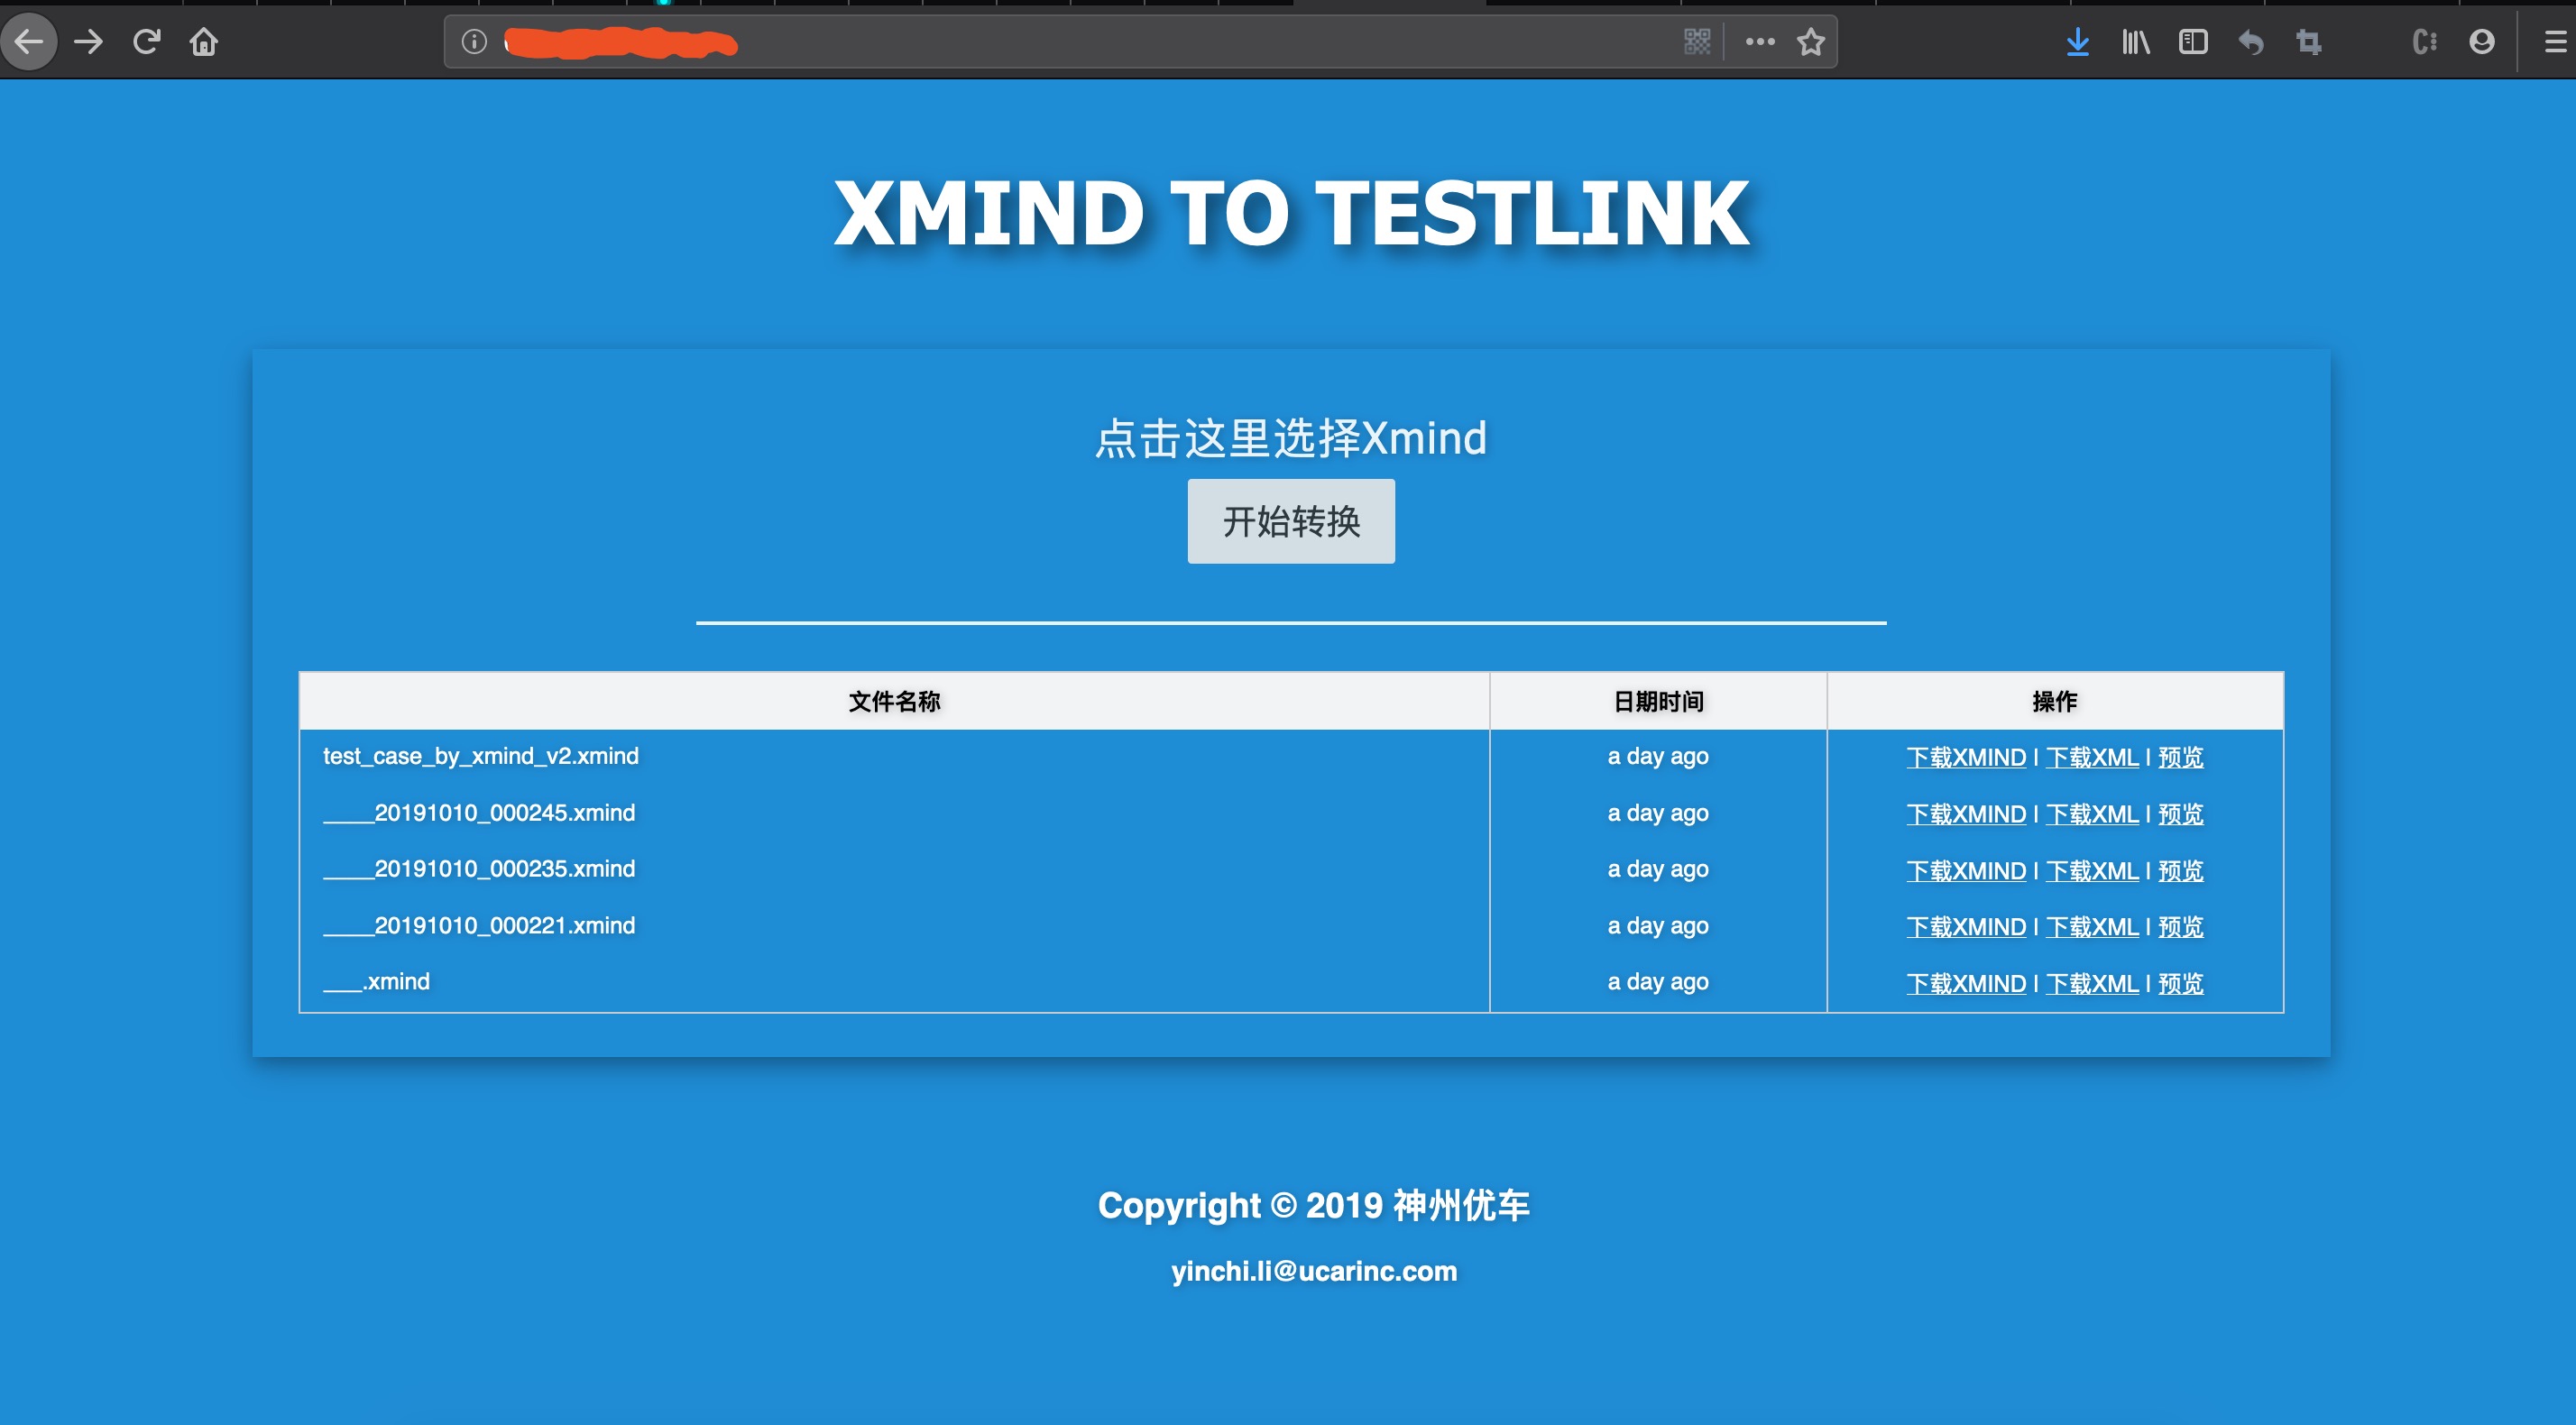 XMIND TO TESTLINK
点击这里选择Xmind
开始转换
文件名称 日期时间 操作
test_case_by_xmind_v2.xmind a day ago 下载XMIND | 下载XML | 预览
____20191010_000245.xmind a day ago 下载XMIND | 下载XML | 预览
____20191010_000235.xmind a day ago 下载XMIND | 下载XML | 预览
____20191010_000221.xmind a day ago 下载XMIND | 下载XML | 预览
___.xmind a day ago 下载XMIND | 下载XML | 预览
Copyright © 2019 神州优车
yinchi.li@ucarinc.com